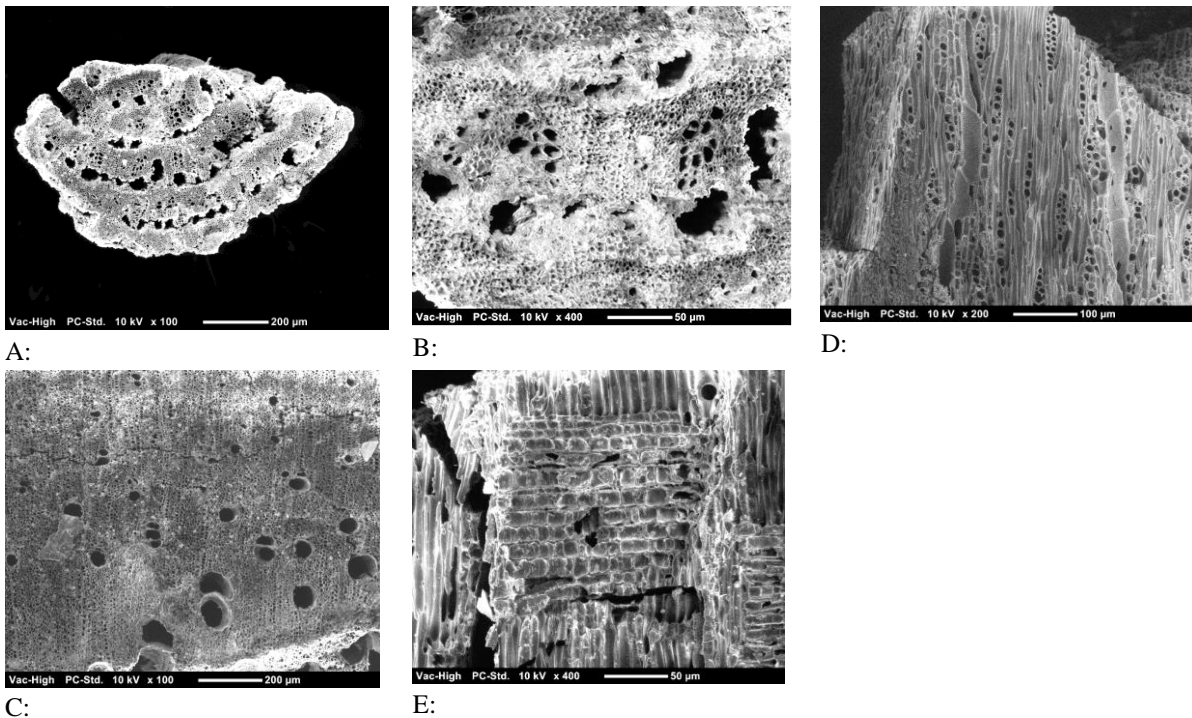 Vac-High PC-Std. 10 kV x 100 200 µm
A:
Vac-High PC-Std. 10 kV x 400 50 µm
B:
Vac-High PC-Std. 10 kV x 200 100 µm
D:
Vac-High PC-Std. 10 kV x 100 200 µm
C:
Vac-High PC-Std. 10 kV x 400 50 µm
E: